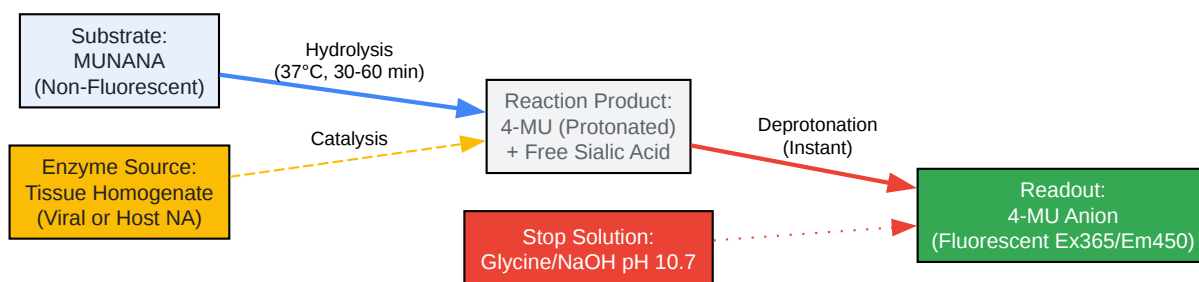 Substrate:
MUNANA
(Non-Fluorescent)
Hydrolysis
(37°C, 30-60 min)
Enzyme Source:
Tissue Homogenate
(Viral or Host NA)
Catalysis
Reaction Product:
4-MU (Protonated)
+ Free Sialic Acid
Deprotonation
(Instant)
Stop Solution:
Glycine/NaOH pH 10.7
Readout:
4-MU Anion
(Fluorescent Ex365/Em450)